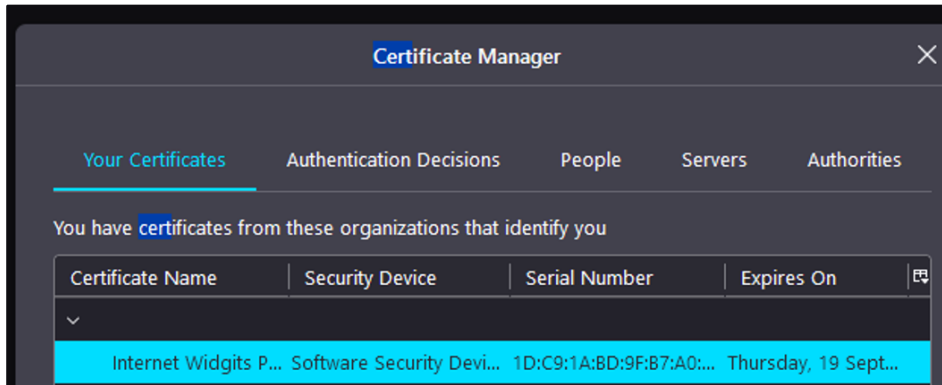 Certificate Manager
Your Certificates Authentication Decisions People Servers Authorities
You have certificates from these organizations that identify you
Certificate Name Security Device Serial Number Expires On
Internet Widgits P... Software Security Devi... 1D:C9:1A:BD:9F:B7:A0:... Thursday, 19 Sept...